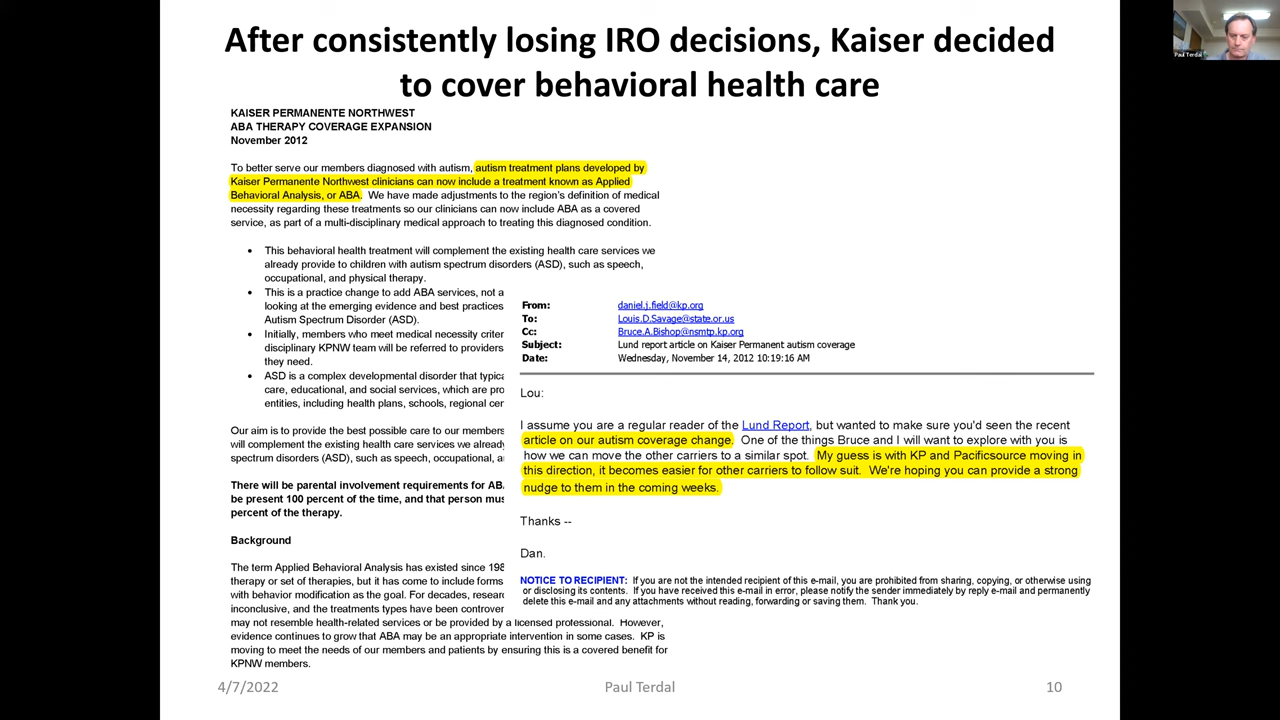 After consistently losing IRO decisions, Kaiser decided
to cover behavioral health care
KAISER PERMANENTE NORTHWEST
ABA THERAPY COVERAGE EXPANSION
November 2012
To better serve our members diagnosed with autism, autism treatment plans developed by
Kaiser Permanente Northwest clinicians can now include a treatment known as Applied
Behavioral Analysis, or ABA. We have made adjustments to the region's definition of medical
necessity regarding these treatments so our clinicians can now include ABA as a covered
service, as part of a multi-disciplinary medical approach to treating this diagnosed condition.
• This behavioral health treatment will complement the existing health care services we
already provide to children with autism spectrum disorders (ASD), such as speech,
occupational, and physical therapy.
• This is a practice change to add ABA services, not a
looking at the emerging evidence and best practices
Autism Spectrum Disorder (ASD).
• Initially, members who meet medical necessity criter
disciplinary KPNW team will be referred to providers
they need.
• ASD is a complex developmental disorder that typica
care, educational, and social services, which are pro
entities, including health plans, schools, regional cen
Our aim is to provide the best possible care to our members
will complement the existing health care services we already
spectrum disorders (ASD), such as speech, occupational, a
There will be parental involvement requirements for ABA
be present 100 percent of the time, and that person mus
percent of the therapy.
Background
The term Applied Behavioral Analysis has existed since 198
therapy or set of therapies, but it has come to include forms
with behavior modification as the goal. For decades, researc
inconclusive, and the treatments types have been controver
may not resemble health-related services or be provided by a licensed professional. However,
evidence continues to grow that ABA may be an appropriate intervention in some cases. KP is
moving to meet the needs of our members and patients by ensuring this is a covered benefit for
KPNW members.
From: daniel.j.field@kp.org
To: Louis.D.Savage@state.or.us
Cc: Bruce.A.Bishop@nsmtp.kp.org
Subject: Lund report article on Kaiser Permanent autism coverage
Date: Wednesday, November 14, 2012 10:19:16 AM
Lou:
I assume you are a regular reader of the Lund Report, but wanted to make sure you'd seen the recent
article on our autism coverage change. One of the things Bruce and I will want to explore with you is
how we can move the other carriers to a similar spot. My guess is with KP and Pacificsource moving in
this direction, it becomes easier for other carriers to follow suit. We're hoping you can provide a strong
nudge to them in the coming weeks.
Thanks --
Dan.
NOTICE TO RECIPIENT: If you are not the intended recipient of this e-mail, you are prohibited from sharing, copying, or otherwise using
or disclosing its contents. If you have received this e-mail in error, please notify the sender immediately by reply e-mail and permanently
delete this e-mail and any attachments without reading, forwarding or saving them. Thank you.
4/7/2022
Paul Terdal
10
Paul Terdal